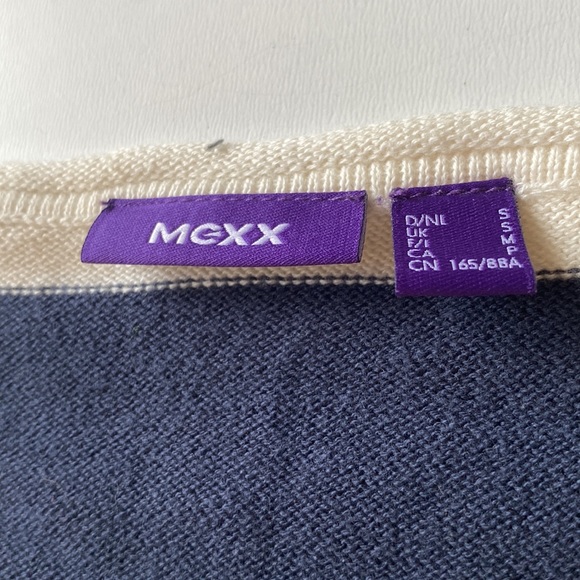 MEXX
D/NL S
UK S
F/I M
CA P
CN 165/88A